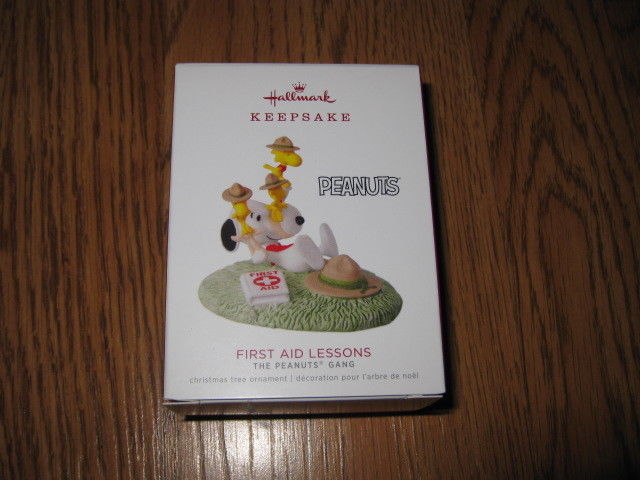 Hallmark
KEEPSAKE
PEANUTS
FIRST
AID
FIRST AID LESSONS
THE PEANUTS® GANG
christmas tree ornament | décoration pour l'arbre de noël